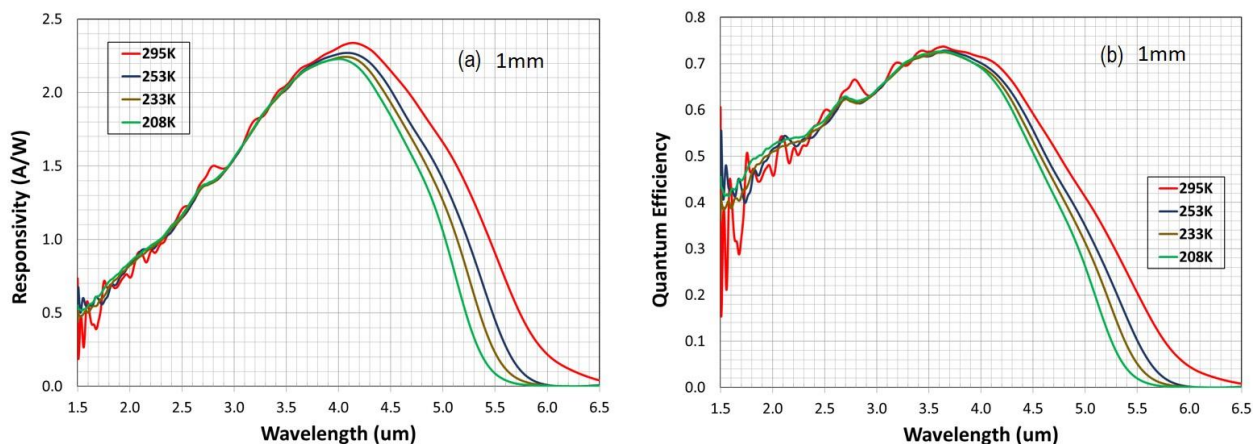 2.5
2.0
1.5
1.0
0.5
0.0
Responsivity (A/W)
295K
253K
233K
208K
(a) 1mm
1.5 2.0 2.5 3.0 3.5 4.0 4.5 5.0 5.5 6.0 6.5
Wavelength (um)
0.8
0.7
0.6
0.5
0.4
0.3
0.2
0.1
0.0
Quantum Efficiency
(b) 1mm
295K
253K
233K
208K
1.5 2.0 2.5 3.0 3.5 4.0 4.5 5.0 5.5 6.0 6.5
Wavelength (um)